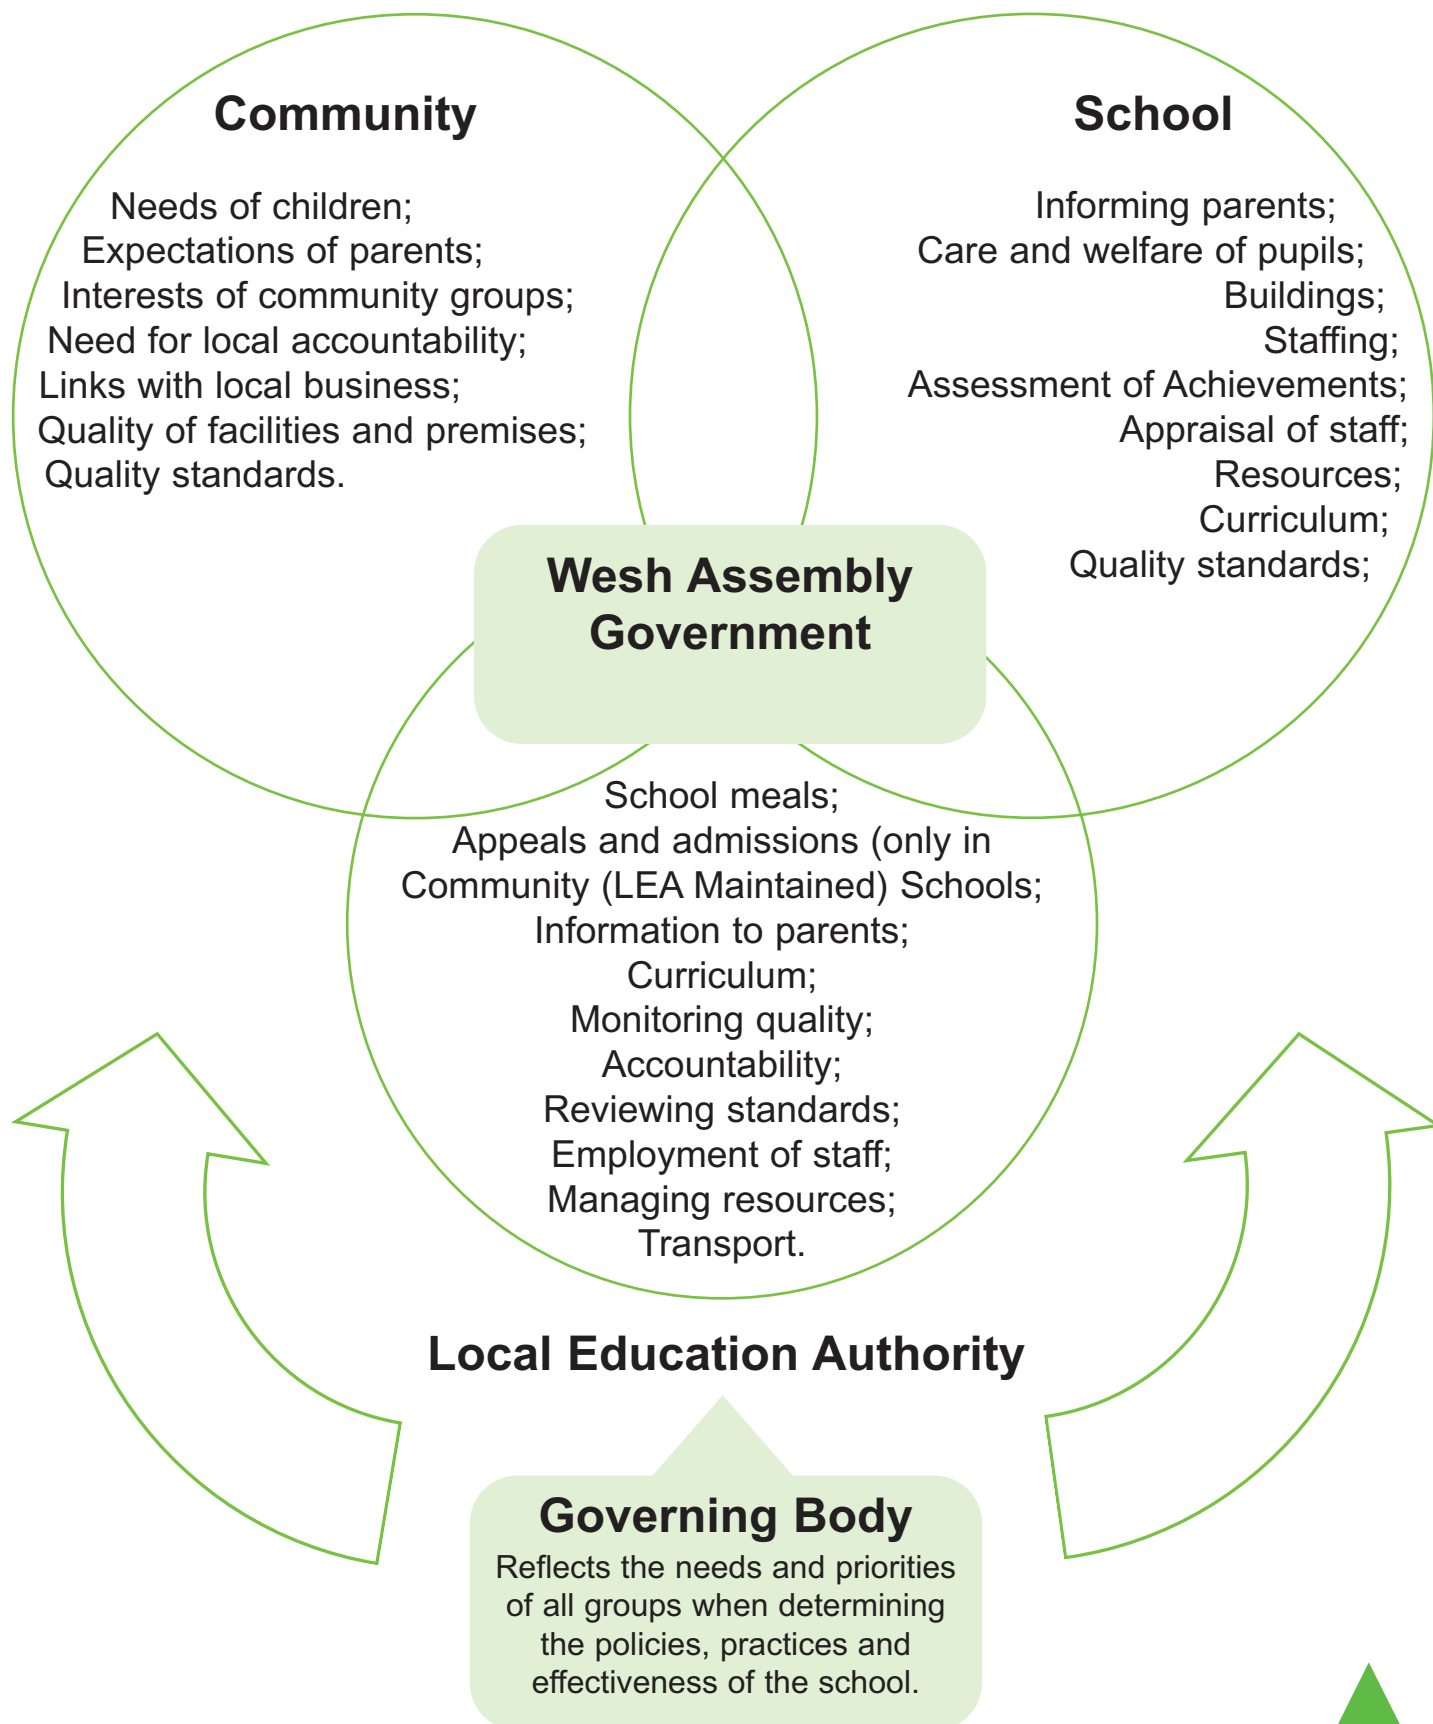 Community
Needs of children;
Expectations of parents;
Interests of community groups;
Need for local accountability;
Links with local business;
Quality of facilities and premises;
Quality standards.
School
Informing parents;
Care and welfare of pupils;
Buildings;
Staffing;
Assessment of Achievements;
Appraisal of staff;
Resources;
Curriculum;
Quality standards;
Wesh Assembly
Government
School meals;
Appeals and admissions (only in
Community (LEA Maintained) Schools;
Information to parents;
Curriculum;
Monitoring quality;
Accountability;
Reviewing standards;
Employment of staff;
Managing resources;
Transport.
Local Education Authority
Governing Body
Reflects the needs and priorities
of all groups when determining
the policies, practices and
effectiveness of the school.